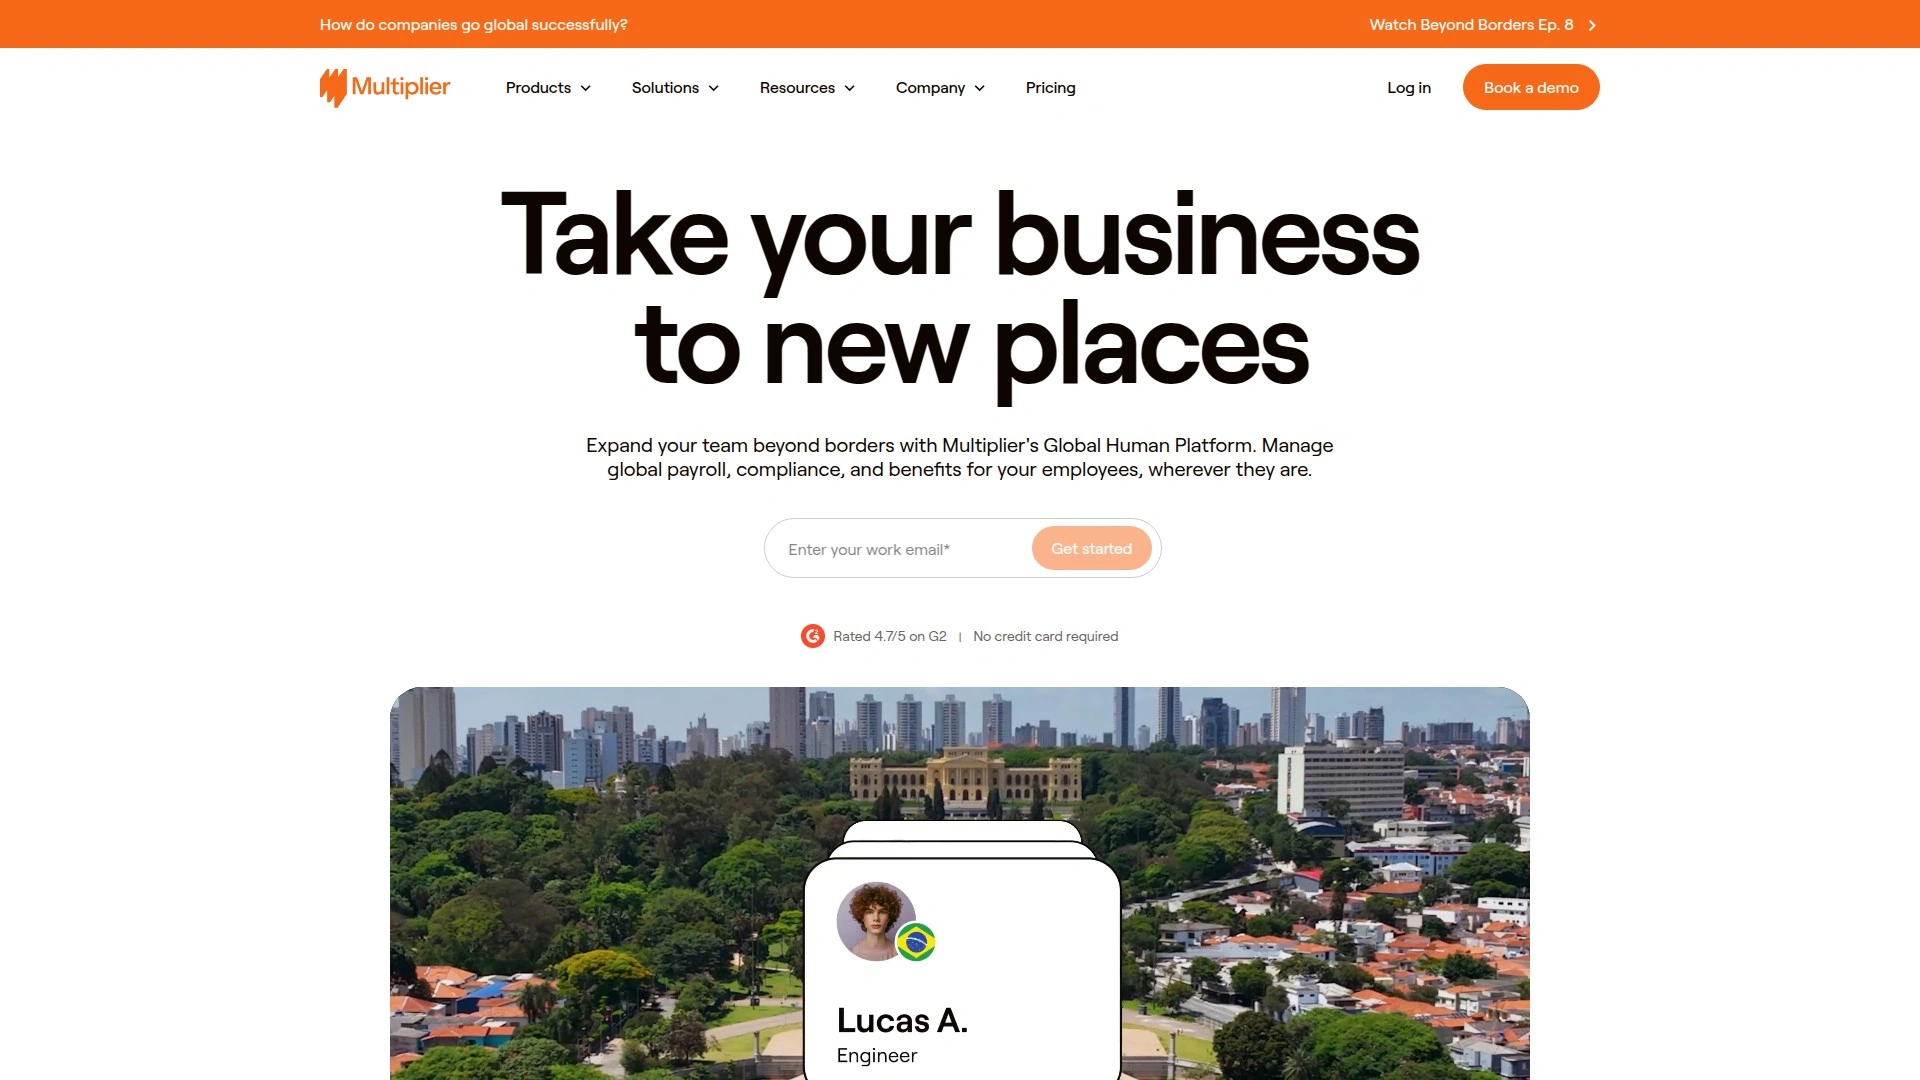 How do companies go global successfully?
Watch Beyond Borders Ep. 8
Multiplier
Products
Solutions
Resources
Company
Pricing
Log in
Book a demo
Take your business
to new places
Expand your team beyond borders with Multiplier's Global Human Platform. Manage
global payroll, compliance, and benefits for your employees, wherever they are.
Enter your work email*
Get started
Rated 4.7/5 on G2 | No credit card required
Lucas A.
Engineer